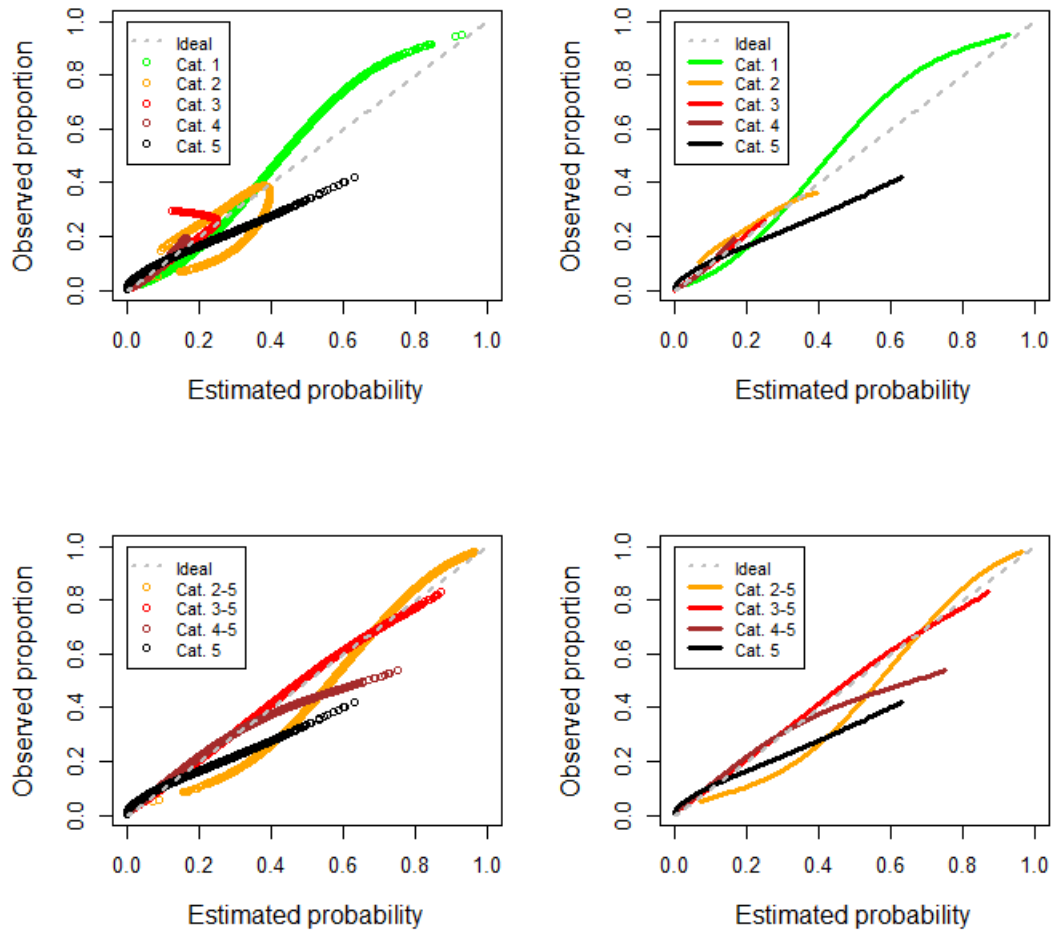 Observed proportion
0.0 0.2 0.4 0.6 0.8 1.0
Ideal
Cat. 1
Cat. 2
Cat. 3
Cat. 4
Cat. 5
0.0 0.2 0.4 0.6 0.8 1.0
Estimated probability
Observed proportion
0.0 0.2 0.4 0.6 0.8 1.0
Ideal
Cat. 1
Cat. 2
Cat. 3
Cat. 4
Cat. 5
0.0 0.2 0.4 0.6 0.8 1.0
Estimated probability
Observed proportion
0.0 0.2 0.4 0.6 0.8 1.0
Ideal
Cat. 2-5
Cat. 3-5
Cat. 4-5
Cat. 5
0.0 0.2 0.4 0.6 0.8 1.0
Estimated probability
Observed proportion
0.0 0.2 0.4 0.6 0.8 1.0
Ideal
Cat. 2-5
Cat. 3-5
Cat. 4-5
Cat. 5
0.0 0.2 0.4 0.6 0.8 1.0
Estimated probability